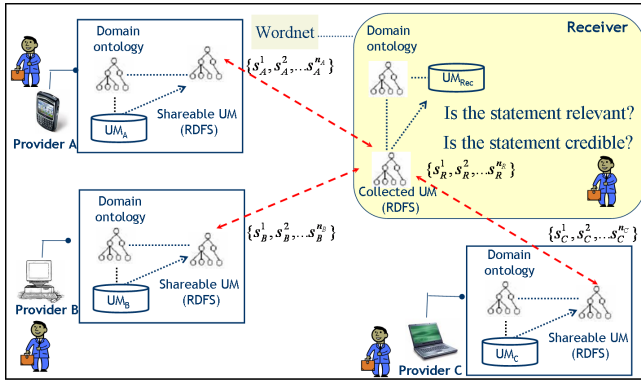 Domain
ontology
UM_A
Shareable UM
(RDFS)
Provider A
{s_A^1, s_A^2, ...s_A^{n_A}}
Wordnet
Receiver
Domain
ontology
UM_Rec
Is the statement relevant?
Is the statement credible?
{s_R^1, s_R^2, ...s_R^{n_R}}
Collected UM
(RDFS)
Domain
ontology
UM_B
Shareable UM
(RDFS)
Provider B
{s_B^1, s_B^2, ...s_B^{n_B}}
{s_C^1, s_C^2, ...s_C^{n_C}}
Domain
ontology
UM_C
Shareable UM
(RDFS)
Provider C